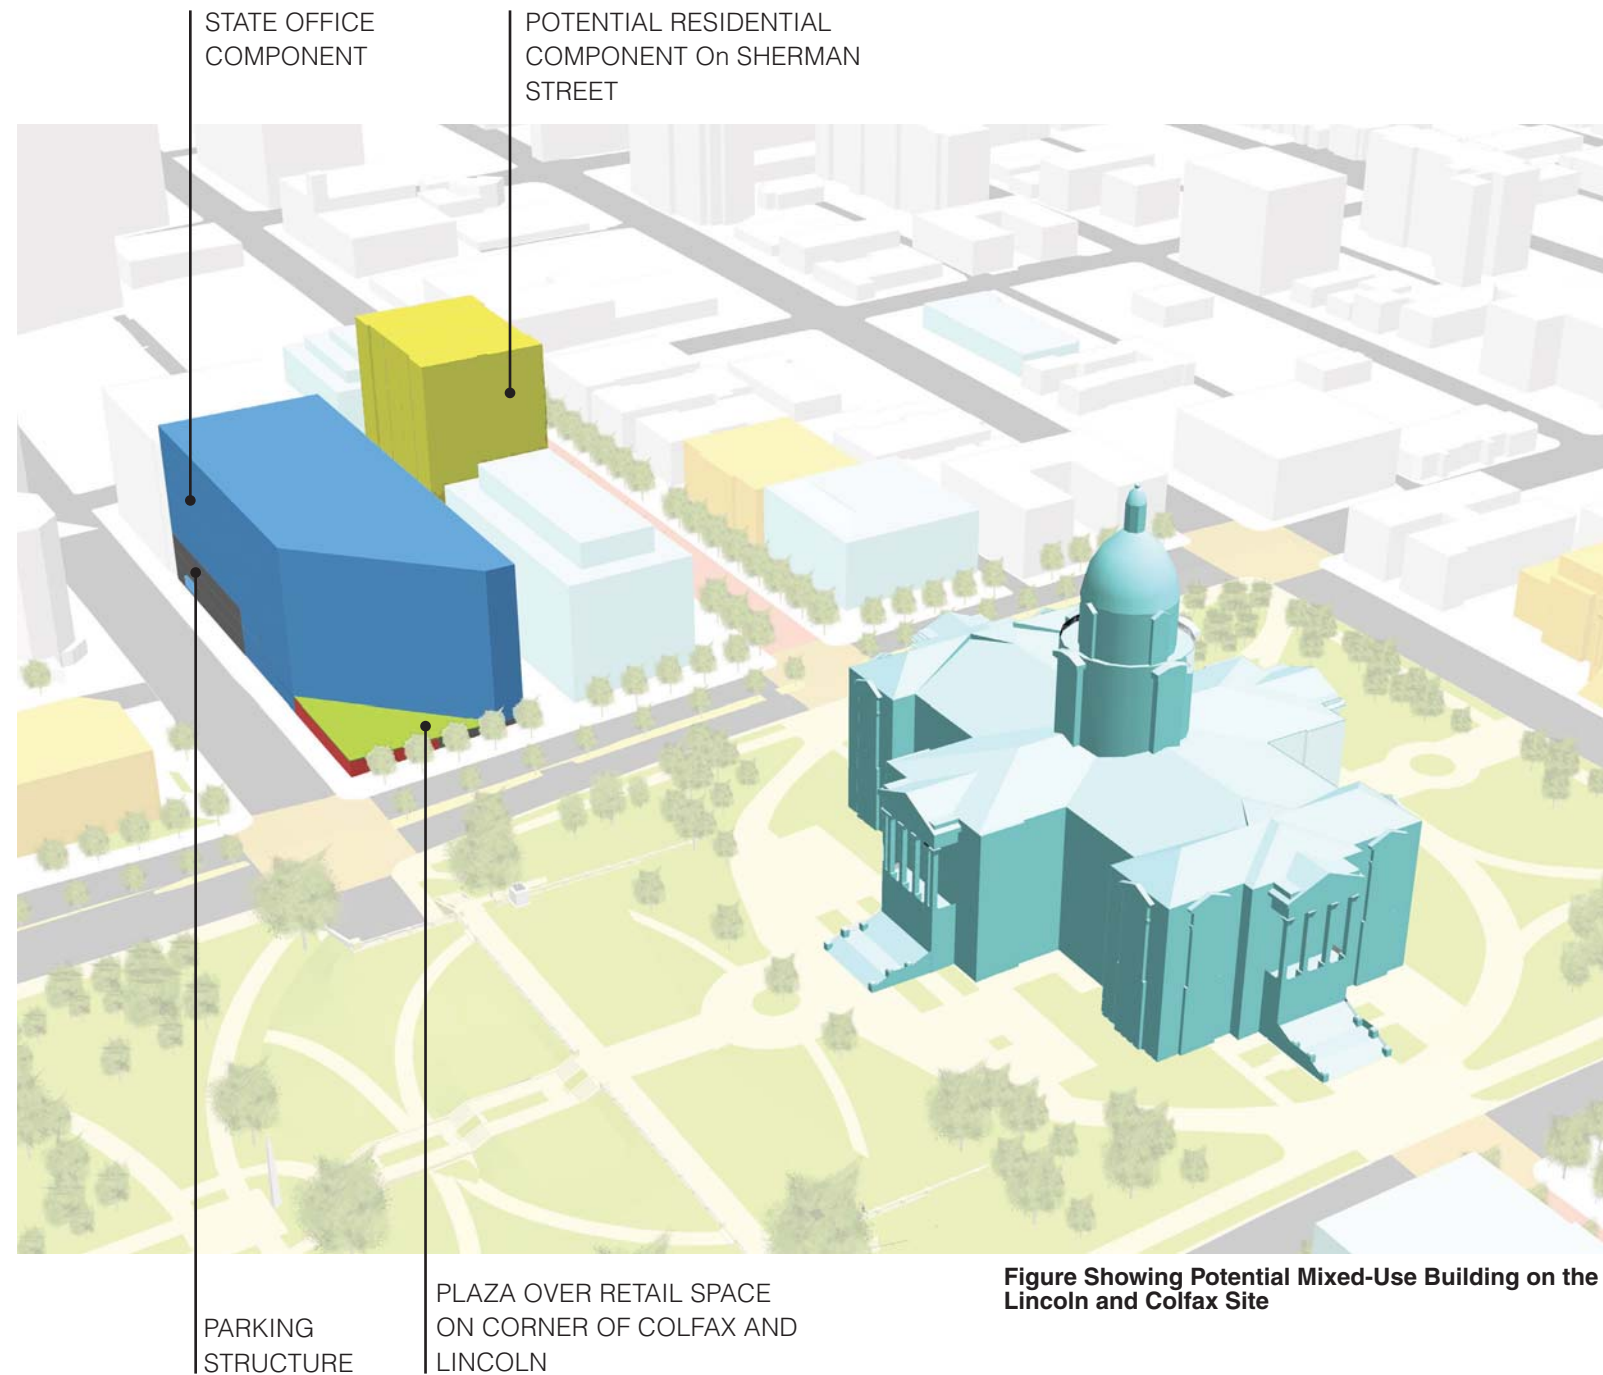 STATE OFFICE
COMPONENT
POTENTIAL RESIDENTIAL
COMPONENT On SHERMAN
STREET
PARKING
STRUCTURE
PLAZA OVER RETAIL SPACE
ON CORNER OF COLFAX AND
LINCOLN
Figure Showing Potential Mixed-Use Building on the
Lincoln and Colfax Site